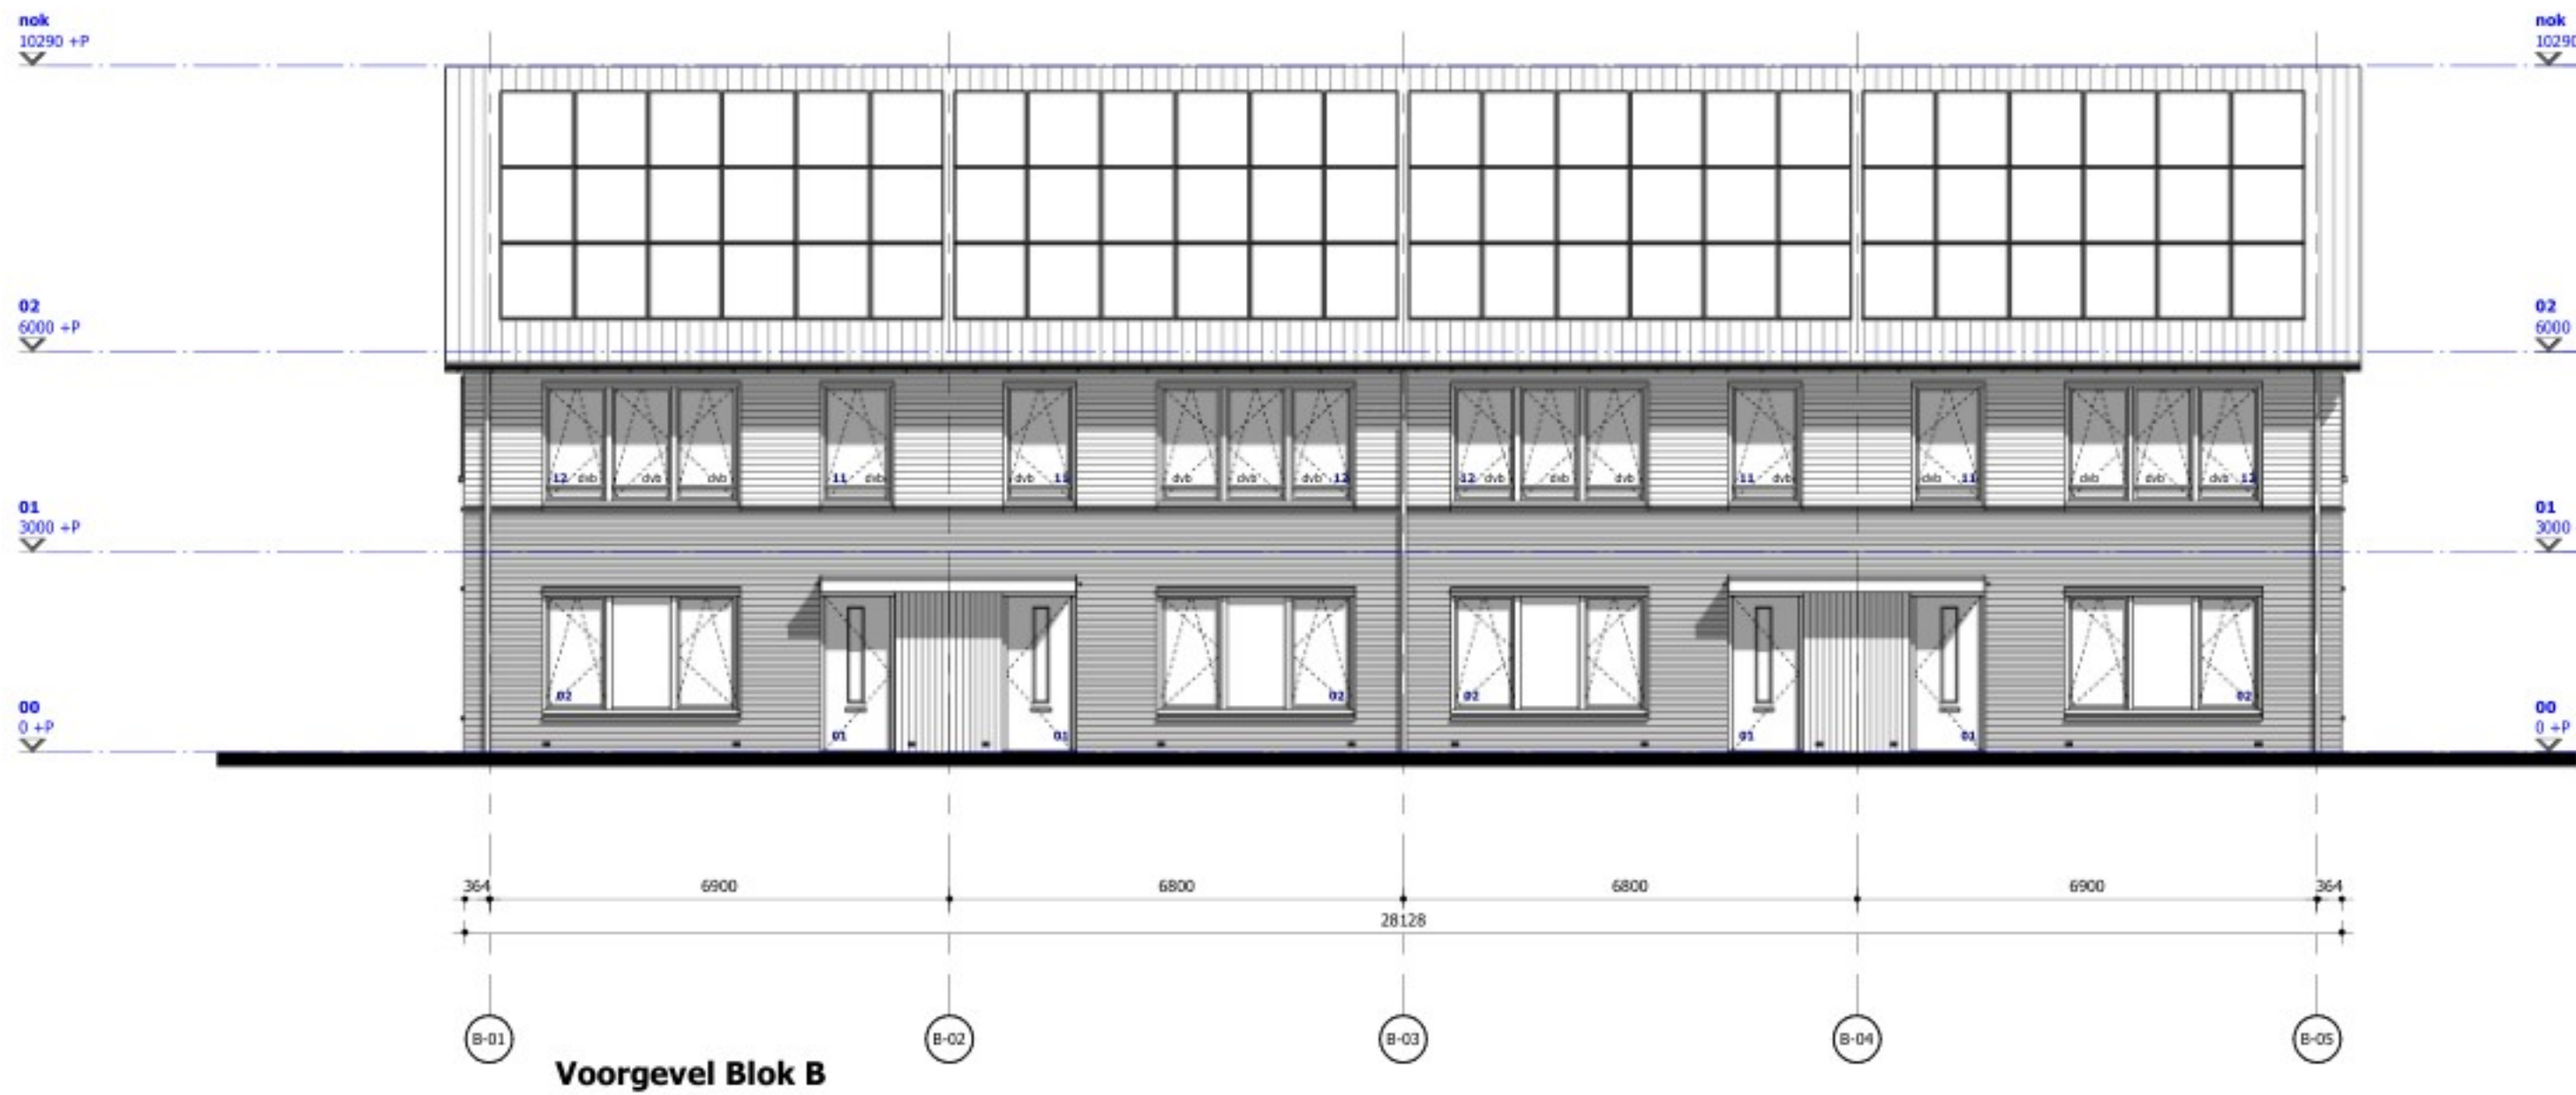 nok
10290 +P
nok
10290
02
6000 +P
02
6000
12 dvb dvb dvb 11 dvb dvb 11 dvb dvb dvb 12 12 dvb dvb dvb 11 dvb dvb 11 dvb dvb dvb 12
01
3000 +P
01
3000
02 02 02 02
00
0 +P
00
0 +P
01 01 01 01
364 6900 6800 6800 6900 364
28128
B-01 B-02 B-03 B-04 B-05
Voorgevel Blok B